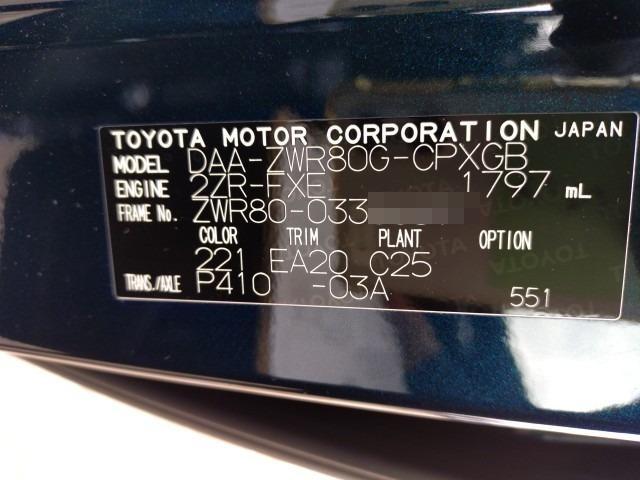 TOYOTA MOTOR CORPORATION JAPAN
MODEL DAA-ZWR80G-CPXGB
ENGINE 2ZR-FXE 1797 mL
FRAME No. ZWR80-033
COLOR TRIM PLANT OPTION
221 EA20 C25
TRANS./AXLE P410 -03A 551